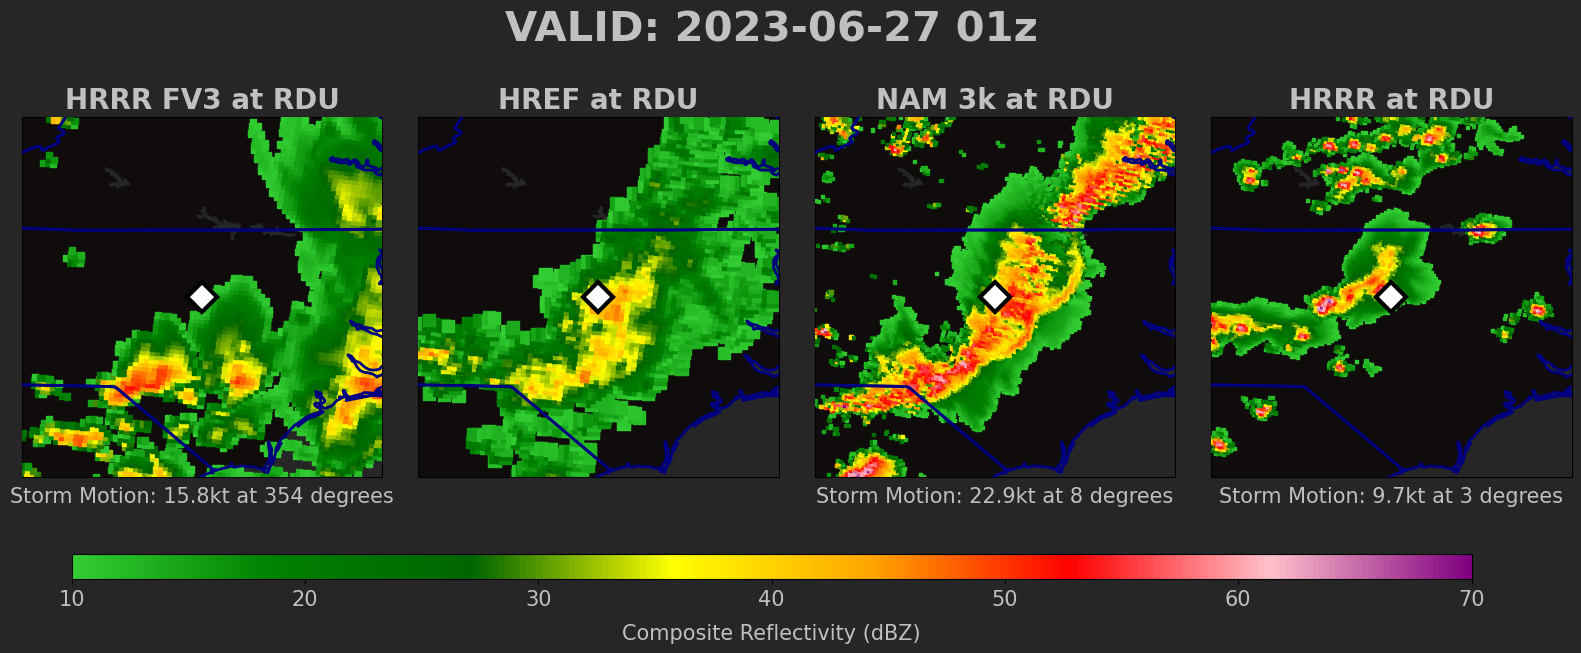 VALID: 2023-06-27 01z
HRRR FV3 at RDU
HREF at RDU
NAM 3k at RDU
HRRR at RDU
Storm Motion: 15.8kt at 354 degrees
Storm Motion: 22.9kt at 8 degrees
Storm Motion: 9.7kt at 3 degrees
10 20 30 40 50 60 70
Composite Reflectivity (dBZ)